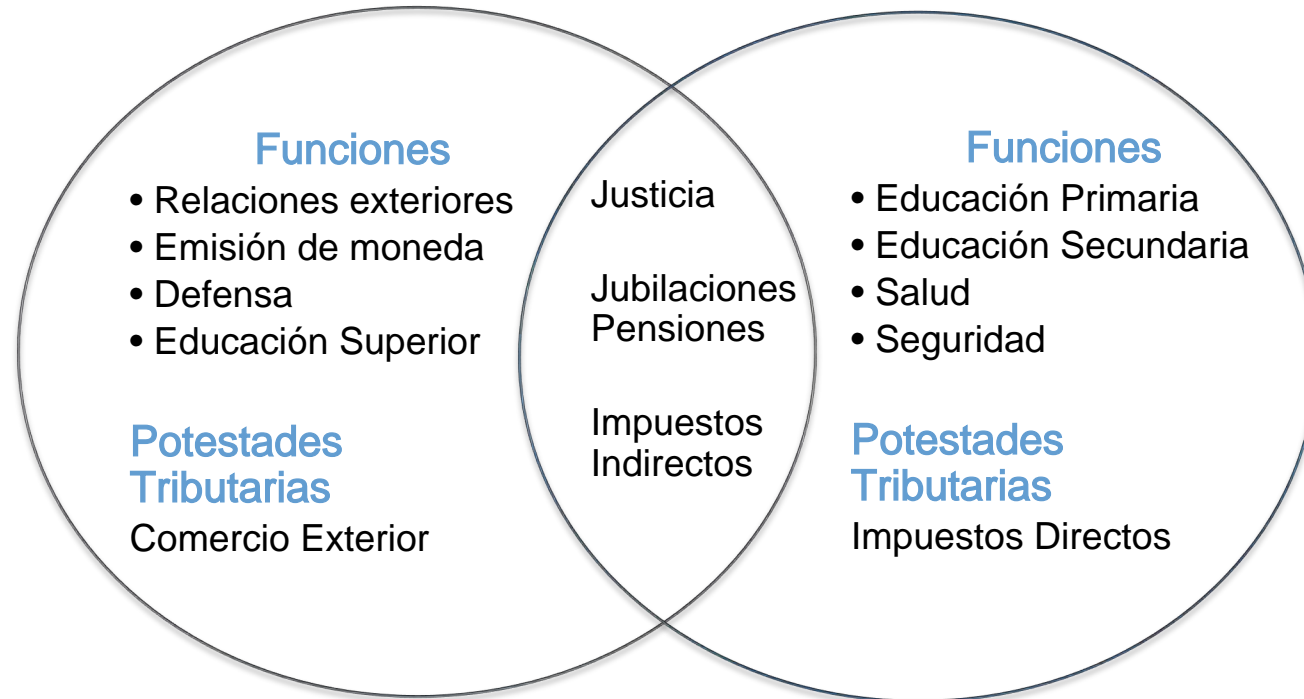 Funciones
• Relaciones exteriores
• Emisión de moneda
• Defensa
• Educación Superior
Potestades
Tributarias
Comercio Exterior
Justicia
Jubilaciones
Pensiones
Impuestos
Indirectos
Funciones
• Educación Primaria
• Educación Secundaria
• Salud
• Seguridad
Potestades
Tributarias
Impuestos Directos